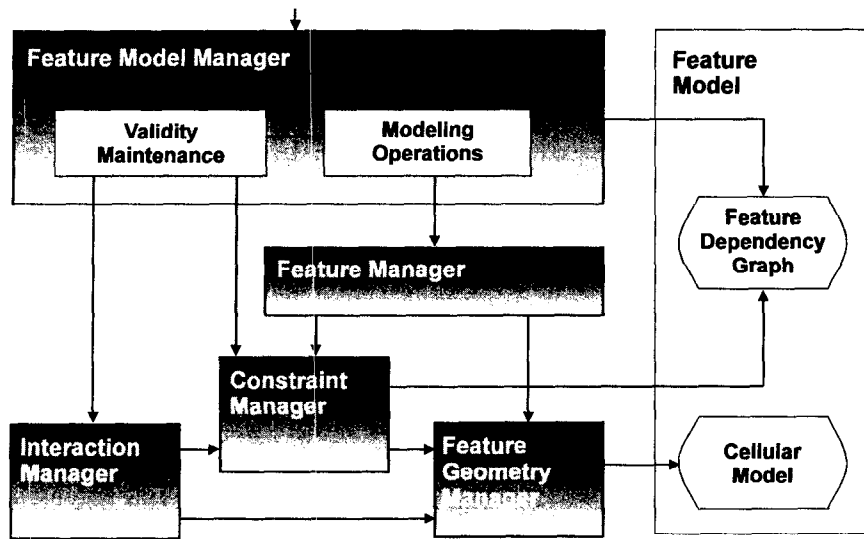 Feature Model Manager
Feature
Model
Validity
Maintenance
Modeling
Operations
Feature
Dependency
Graph
Feature Manager
Constraint
Manager
Interaction
Manager
Feature
Geometry
Manager
Cellular
Model